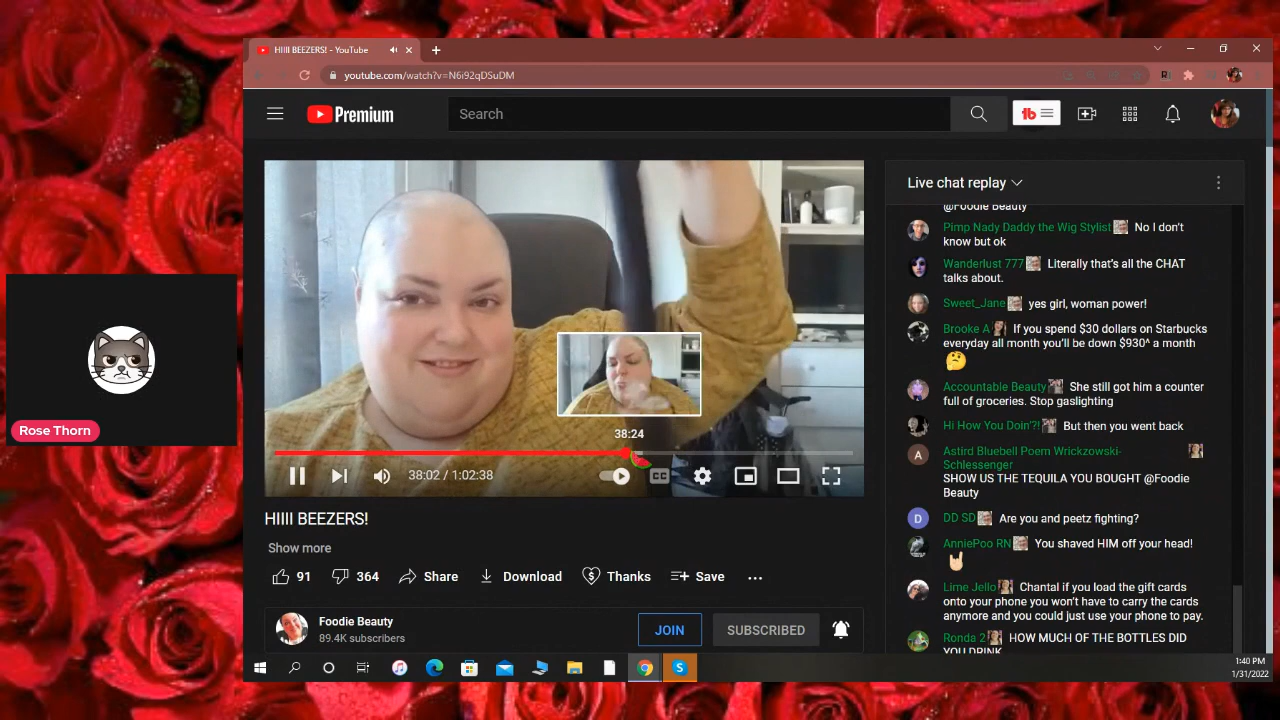 HIIII BEEZERS! - YouTube
youtube.com/watch?v=N6i92qDSuDM
Premium
Search
Live chat replay
@Foodie Beauty
Pimp Nady Daddy the Wig Stylist No I don't
know but ok
Wanderlust 777 Literally that's all the CHAT
talks about.
Sweet_Jane yes girl, woman power!
Brooke A If you spend $30 dollars on Starbucks
everyday all month you'll be down $930^ a month
Accountable Beauty She still got him a counter
full of groceries. Stop gaslighting
Hi How You Doin'?! But then you went back
A
Astird Bluebell Poem Wrickzowski-
Schlessenger
SHOW US THE TEQUILA YOU BOUGHT @Foodie
Beauty
D DD SD Are you and peetz fighting?
AnniePoo RN You shaved HIM off your head!
Lime Jello Chantal if you load the gift cards
onto your phone you won't have to carry the cards
anymore and you could just use your phone to pay.
Ronda 2 HOW MUCH OF THE BOTTLES DID
YOU DRINK
Rose Thorn
38:24
38:02 / 1:02:38
CC
HIIII BEEZERS!
Show more
91 364 Share Download Thanks Save
Foodie Beauty
89.4K subscribers
JOIN SUBSCRIBED
1:40 PM
1/31/2022